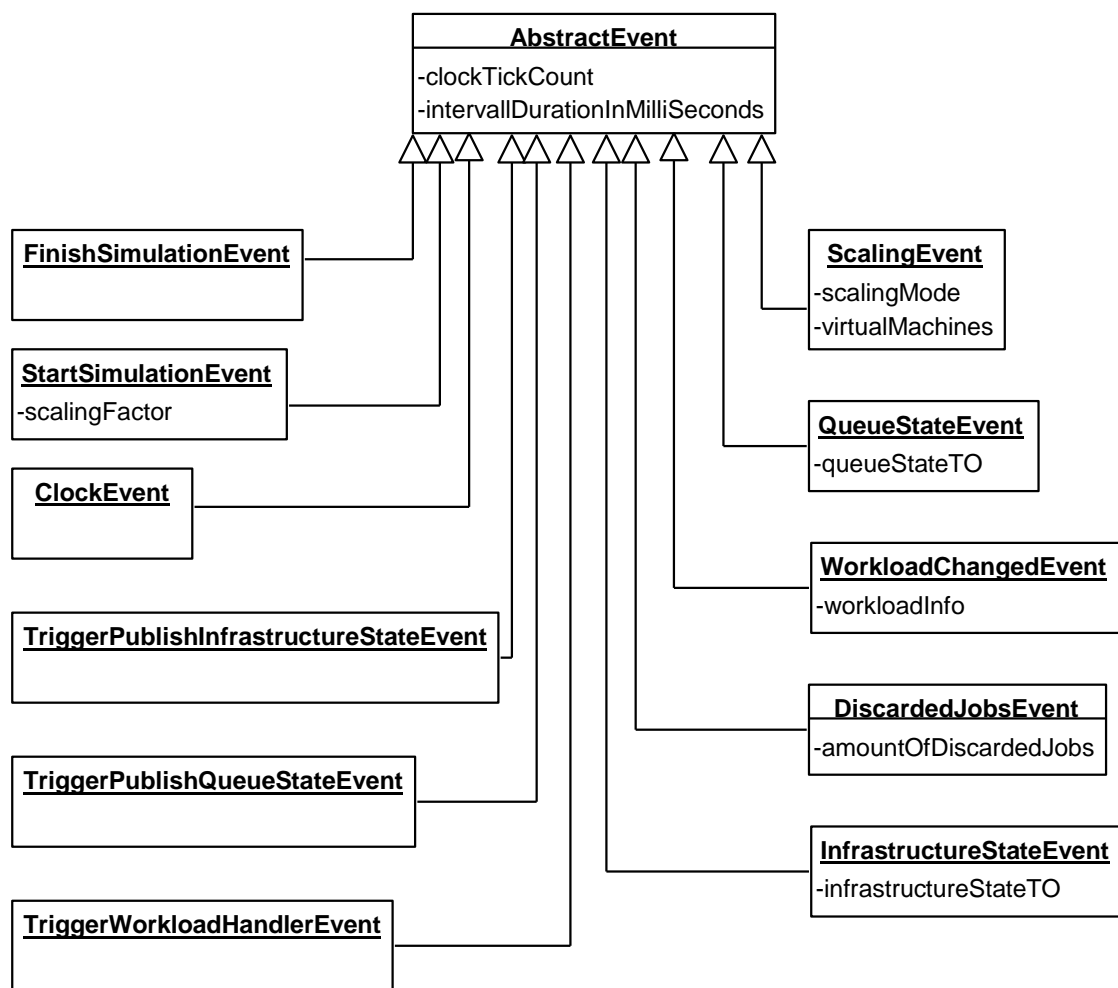 AbstractEvent
-clockTickCount
-intervallDurationInMilliSeconds
FinishSimulationEvent
StartSimulationEvent
-scalingFactor
ClockEvent
TriggerPublishInfrastructureStateEvent
TriggerPublishQueueStateEvent
TriggerWorkloadHandlerEvent
ScalingEvent
-scalingMode
-virtualMachines
QueueStateEvent
-queueStateTO
WorkloadChangedEvent
-workloadInfo
DiscardedJobsEvent
-amountOfDiscardedJobs
InfrastructureStateEvent
-infrastructureStateTO